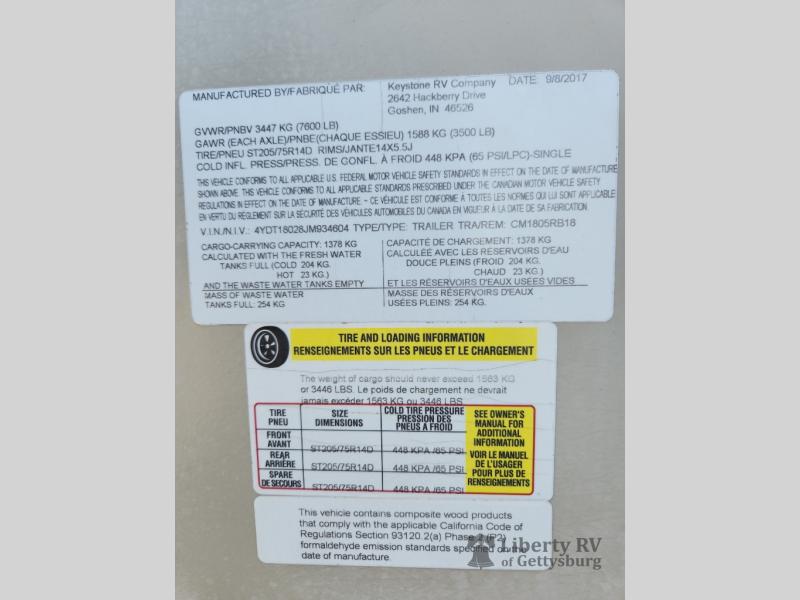 MANUFACTURED BY/FABRIQUÉ PAR:
Keystone RV Company DATE: 9/8/2017
2642 Hackberry Drive
Goshen, IN 46526
GVWR/PNBV 3447 KG (7600 LB)
GAWR (EACH AXLE)/PNBE(CHAQUE ESSIEU) 1588 KG (3500 LB)
TIRE/PNEU ST205/75R14D RIMS/JANTE14X5.5J
COLD INFL. PRESS/PRESS. DE GONFL. À FROID 448 KPA (65 PSI/LPC)-SINGLE
THIS VEHICLE CONFORMS TO ALL APPLICABLE U.S. FEDERAL MOTOR VEHICLE SAFETY STANDARDS IN EFFECT ON THE DATE OF MANUFACTURE
SHOWN ABOVE. THIS VEHICLE CONFORMS TO ALL APPLICABLE STANDARDS PRESCRIBED UNDER THE CANADIAN MOTOR VEHICLE SAFETY
REGULATIONS IN EFFECT ON THE DATE OF MANUFACTURE. - CE VÉHICULE EST CONFORME À TOUTES LES NORMES QUI LUI SONT APPLICABLES
EN VERTU DU RÈGLEMENT SUR LA SÉCURITÉ DES VÉHICULES AUTOMOBILES DU CANADA EN VIGUEUR À LA DATE DE SA FABRICATION.
V.I.N./N.I.V.: 4YDT18028JM934604 TYPE/TYPE: TRAILER TRA/REM: CM1805RB18
CARGO-CARRYING CAPACITY: 1378 KG
CALCULATED WITH THE FRESH WATER
TANKS FULL (COLD 204 KG.
HOT 23 KG.)
AND THE WASTE WATER TANKS EMPTY
MASS OF WASTE WATER
TANKS FULL: 254 KG
CAPACITÉ DE CHARGEMENT: 1378 KG
CALCULÉE AVEC LES RÉSERVOIRS D'EAU
DOUCE PLEINS (FROID 204 KG.
CHAUD 23 KG.)
ET LES RÉSERVOIRS D'EAUX USÉES VIDES
MASSE DES RÉSERVOIRS D'EAUX
USÉES PLEINS: 254 KG.
TIRE AND LOADING INFORMATION
RENSEIGNEMENTS SUR LES PNEUS ET LE CHARGEMENT
The weight of cargo should never exceed 1563 KG
or 3446 LBS. Le poids de chargement ne devrait
jamais excéder 1563 KG ou 3446 LBS.
TIRE
PNEU
SIZE
DIMENSIONS
COLD TIRE PRESSURE
PRESSION DES
PNEUS A FROID
FRONT
AVANT
ST205/75R14D 448 KPA /65 PSI
REAR
ARRIÈRE
ST205/75R14D 448 KPA /65 PSI
SPARE
DE SECOURS
ST205/75R14D 448 KPA /65 PSI
SEE OWNER'S
MANUAL FOR
ADDITIONAL
INFORMATION
VOIR LE MANUEL
DE L'USAGER
POUR PLUS DE
RENSEIGNEMENTS
This vehicle contains composite wood products
that comply with the applicable California Code of
Regulations Section 93120.2(a) Phase 2 (P2)
formaldehyde emission standards specified on the
date of manufacture.
Liberty RV
of Gettysburg